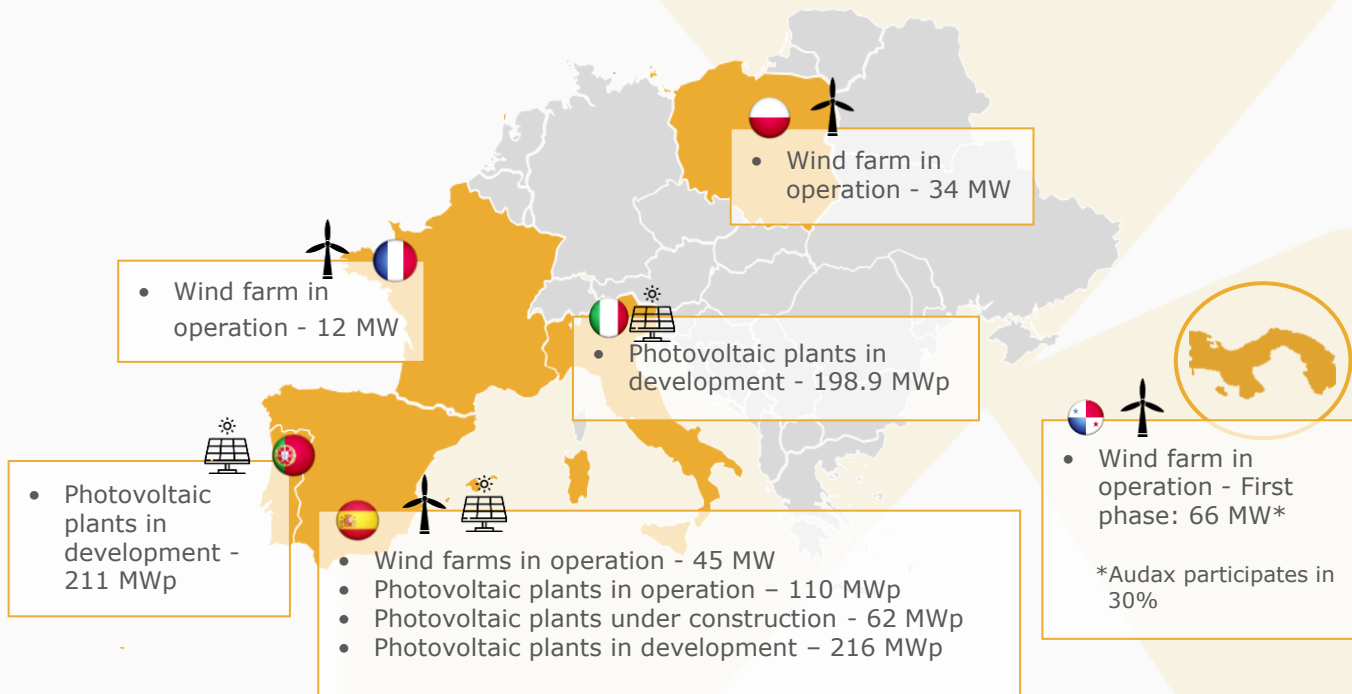 • Wind farm in
operation - 34 MW
• Wind farm in
operation - 12 MW
• Photovoltaic plants in
development - 198.9 MWp
• Photovoltaic
plants in
development -
211 MWp
• Wind farms in operation - 45 MW
• Photovoltaic plants in operation – 110 MWp
• Photovoltaic plants under construction - 62 MWp
• Photovoltaic plants in development – 216 MWp
• Wind farm in
operation - First
phase: 66 MW*
*Audax participates in
30%